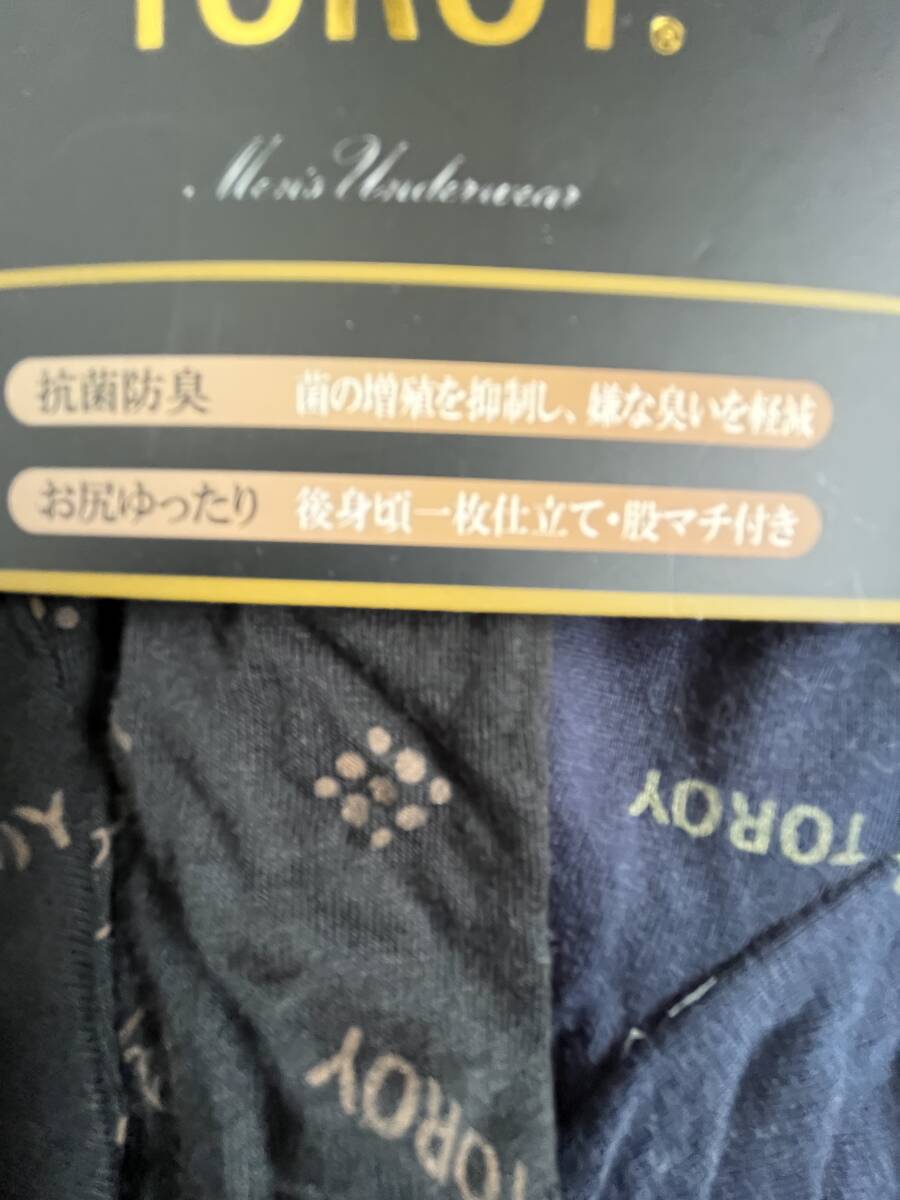 TOROY.
Men's Underwear
抗菌防臭 菌の増殖を抑制し、嫌な臭いを軽減
お尻ゆったり 後身頃一枚仕立て・股マチ付き
TOROY
TOROY